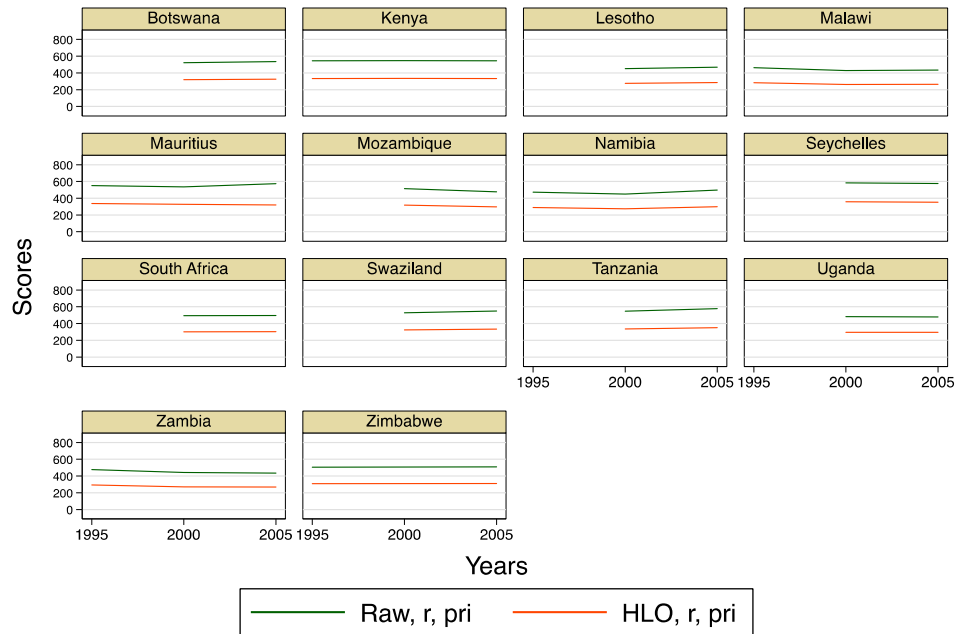 Botswana Kenya Lesotho Malawi
800
600
400
200
0
Mauritius Mozambique Namibia Seychelles
800
600
400
200
0
Scores
South Africa Swaziland Tanzania Uganda
800
600
400
200
0
1995 2000 2005 1995 2000 2005
Zambia Zimbabwe
800
600
400
200
0
1995 2000 2005 1995 2000 2005
Years
Raw, r, pri HLO, r, pri